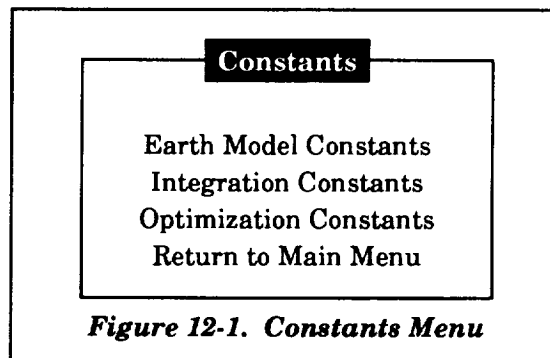 Constants
Earth Model Constants
Integration Constants
Optimization Constants
Return to Main Menu
Figure 12-1. Constants Menu